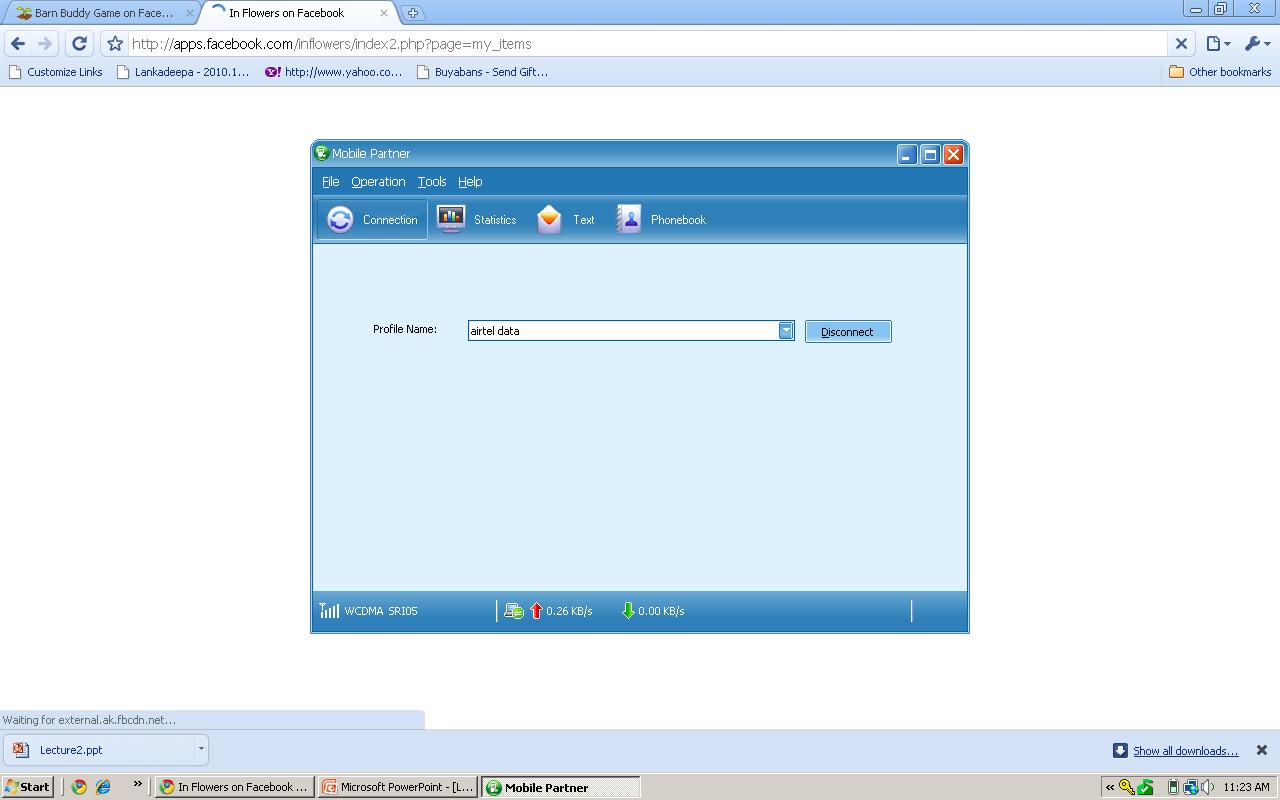 Barn Buddy Game on Face... In Flowers on Facebook
http://apps.facebook.com/inflowers/index2.php?page=my_items
Customize Links Lankadeepa - 2010.1... http://www.yahoo.co... Buyabans - Send Gift... Other bookmarks
Mobile Partner
File Operation Tools Help
Connection Statistics Text Phonebook
Profile Name: airtel data Disconnect
WCDMA SRI05 0.26 KB/s 0.00 KB/s
Waiting for external.ak.fbcdn.net...
Lecture2.ppt Show all downloads...
Start In Flowers on Facebook ... Microsoft PowerPoint - [L... Mobile Partner 11:23 AM